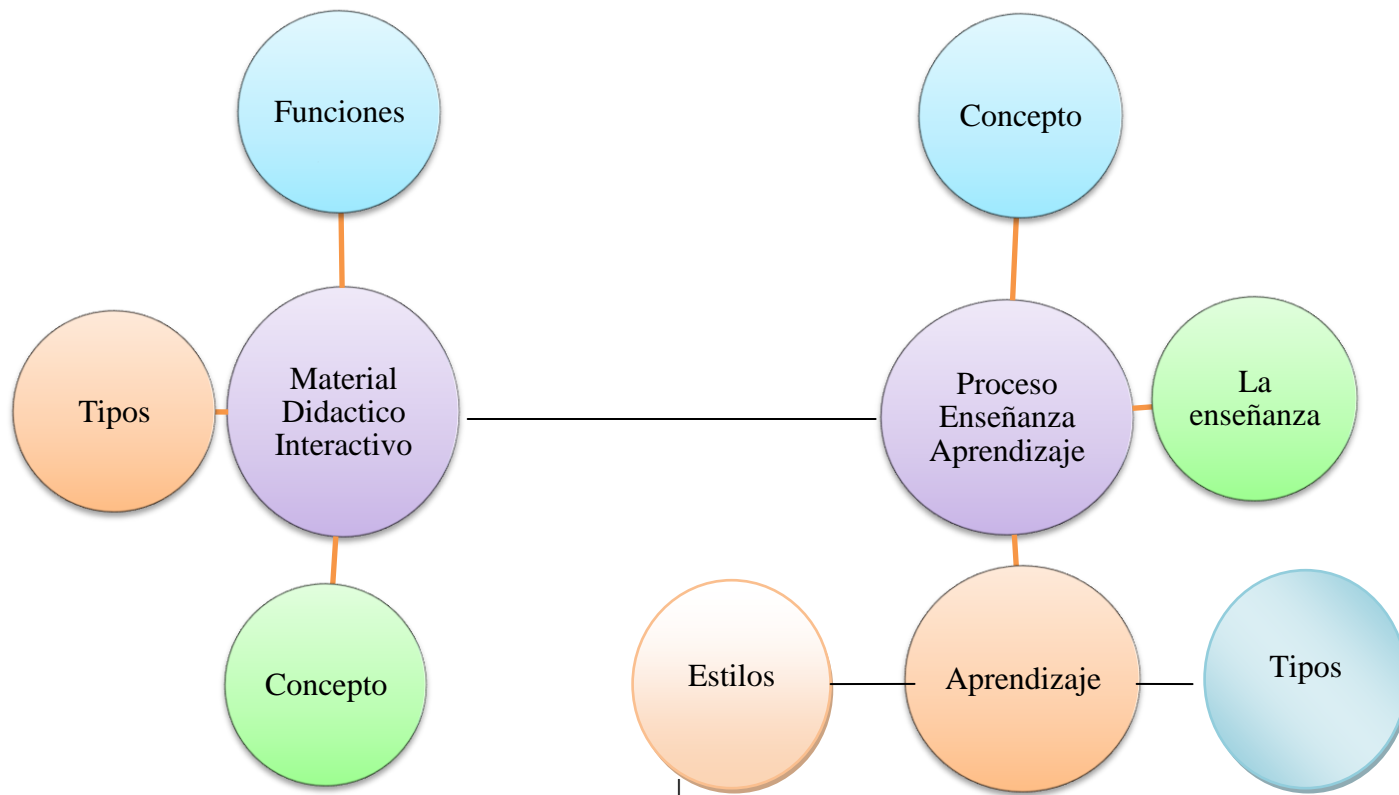 Funciones
Concepto
Tipos
Material
Didactico
Interactivo
Proceso
Enseñanza
Aprendizaje
La
enseñanza
Concepto
Estilos
Aprendizaje
Tipos